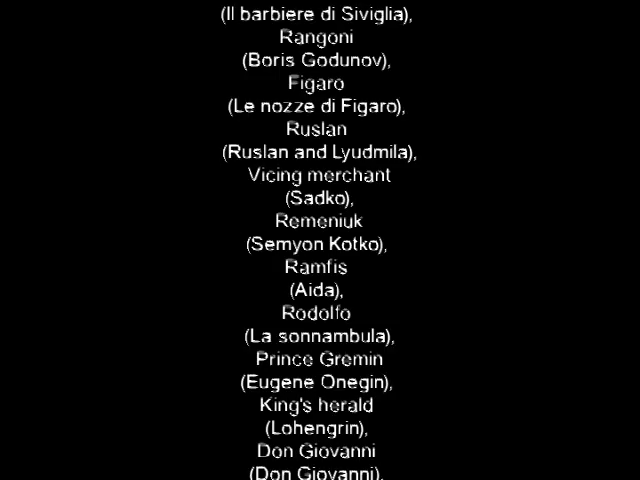 (Il barbiere di Siviglia),
Rangoni
(Boris Godunov),
Figaro
(Le nozze di Figaro),
Ruslan
(Ruslan and Lyudmila),
Vicing merchant
(Sadko),
Remeniuk
(Semyon Kotko),
Ramfis
(Aida),
Rodolfo
(La sonnambula),
Prince Gremin
(Eugene Onegin),
King's herald
(Lohengrin),
Don Giovanni
(Don Giovanni),